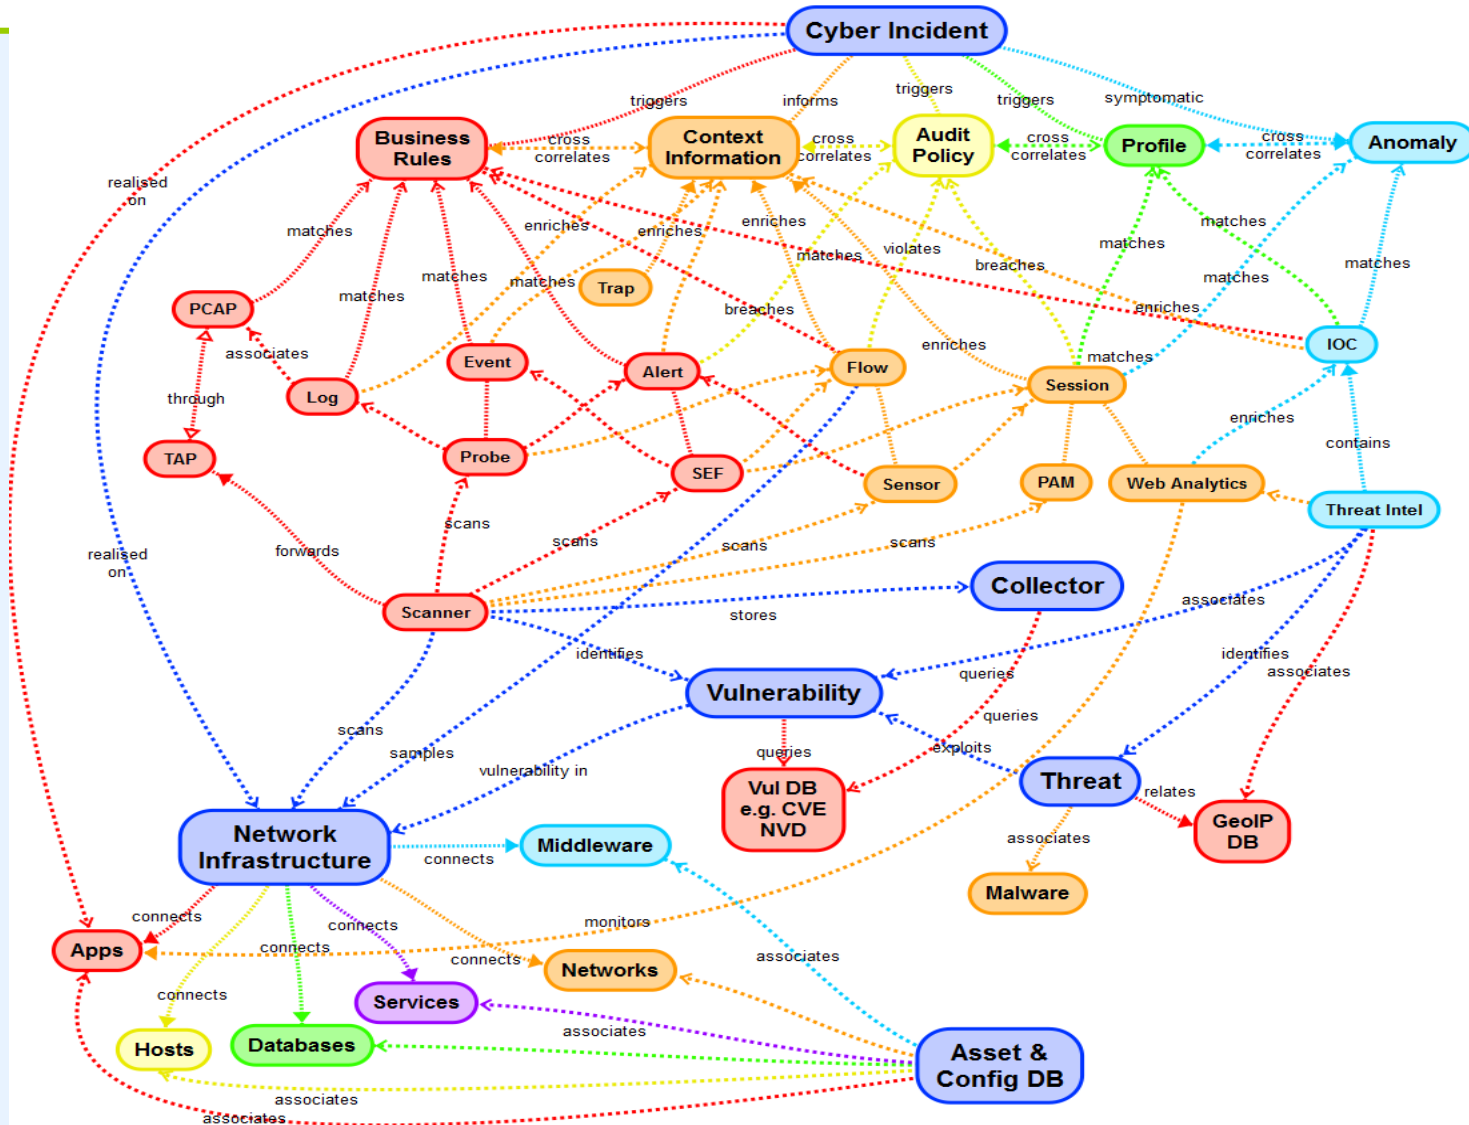 Cyber Incident
triggers
informs
triggers
triggers
symptomatic
Business
Rules
cross
correlates
Context
Information
cross
correlates
Audit
Policy
cross
correlates
Profile
cross
correlates
Anomaly
realised
on
matches
enriches
enriches
enriches
matches
violates
breaches
matches
matches
matches
matches
matches
matches
matches
Trap
breaches
enriches
PCAP
associates
Event
Alert
Flow
enriches
matches
Session
IOC
through
Log
enriches
contains
TAP
Probe
SEF
Sensor
PAM
Web Analytics
Threat Intel
scans
forwards
scans
scans
scans
realised
on
Scanner
stores
Collector
associates
identifies
identifies
associates
Vulnerability
queries
queries
scans
samples
vulnerability in
queries
exploits
Threat
relates
Vul DB
e.g. CVE
NVD
GeoIP
DB
Network
Infrastructure
connects
Middleware
associates
Malware
connects
connects
connects
connects
connects
monitors
associates
Apps
Networks
Services
Hosts
Databases
associates
Asset &
Config DB
associates
associates